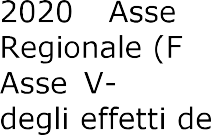 2020 Asse
Regionale (F
Asse V-
degli effetti de